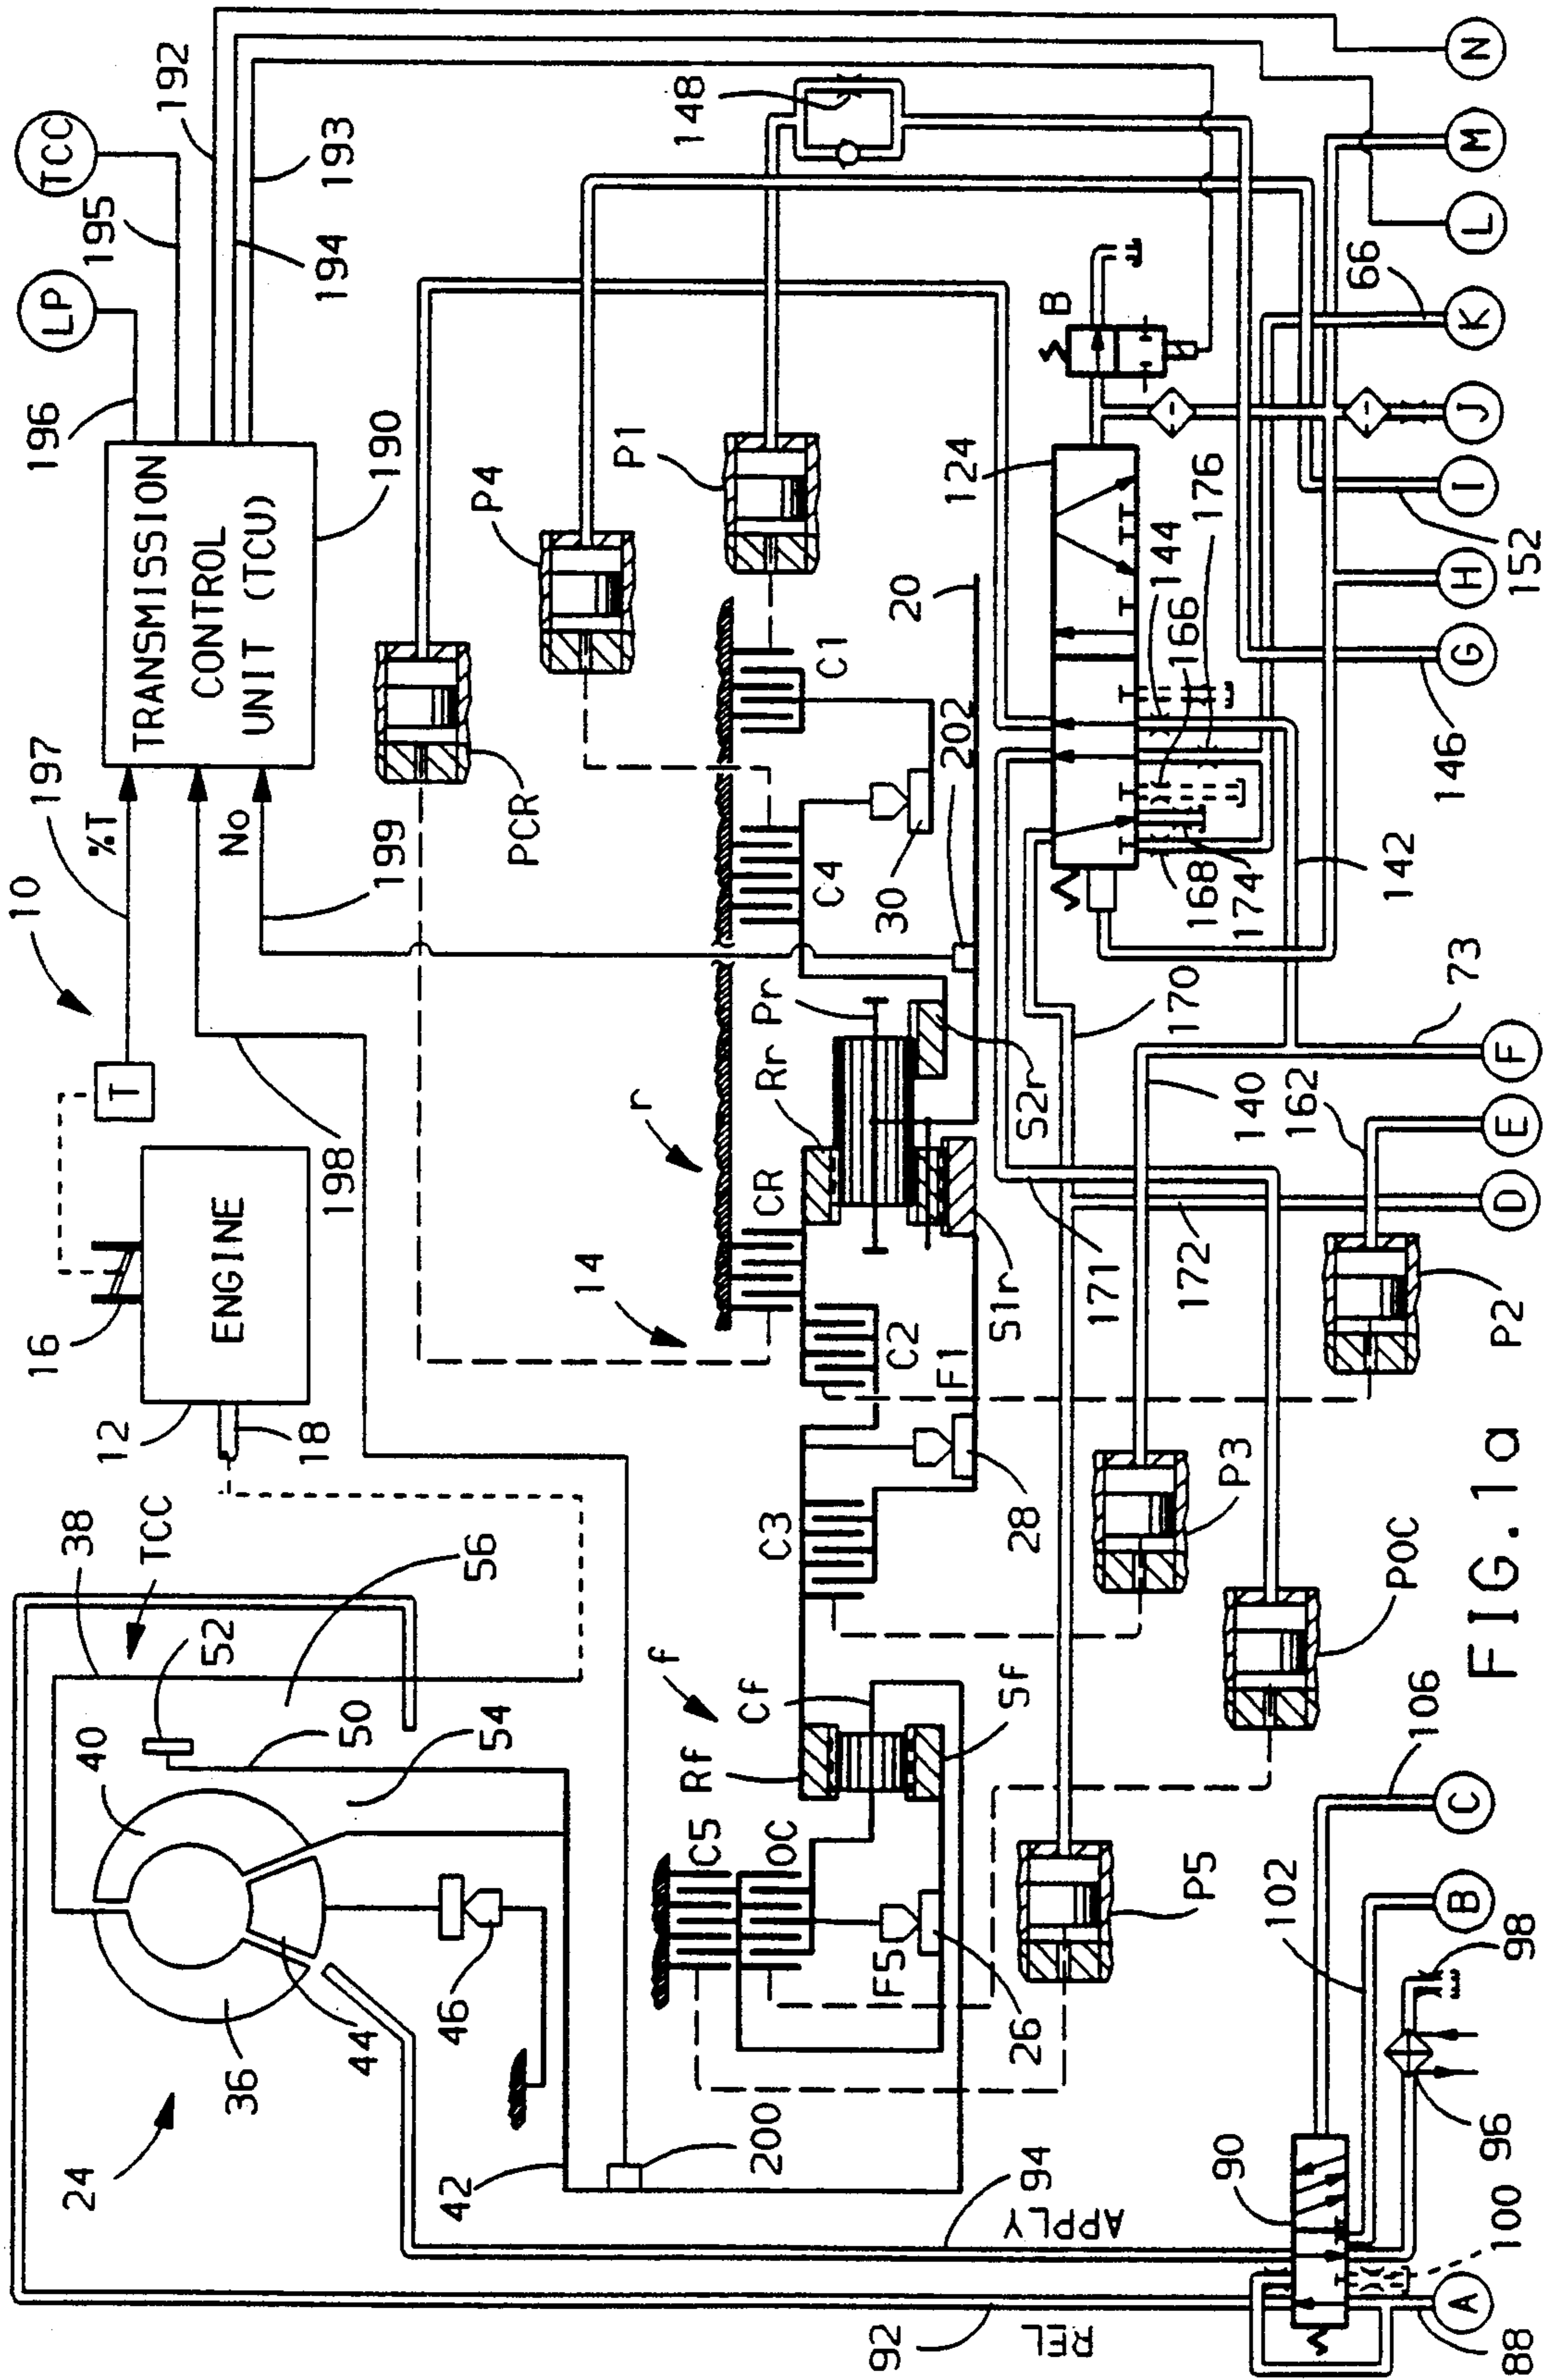 24
36
40
44
46
42
38
TCC
52
50
56
54
12
16
18
ENGINE
T
10
197
%T
No
198
199
TRANSMISSION
CONTROL
UNIT (TCU)
190
196
LP
195
TCC
192
194
193
200
C5
OC
F5
26
Rf
f
Cf
Sf
C3
28
F1
C2
14
CR
r
Rr
Pr
S1r
S2r
C4
30
C1
20
202
PCR
P4
P1
148
B
124
144
166
176
168
174
142
170
140
162
171
172
P5
POC
P3
P2
73
146
152
66
92
REL
94
APPLY
90
88
100
96
98
102
106
A
B
C
D
E
F
G
H
I
J
K
L
M
N
FIG.1a